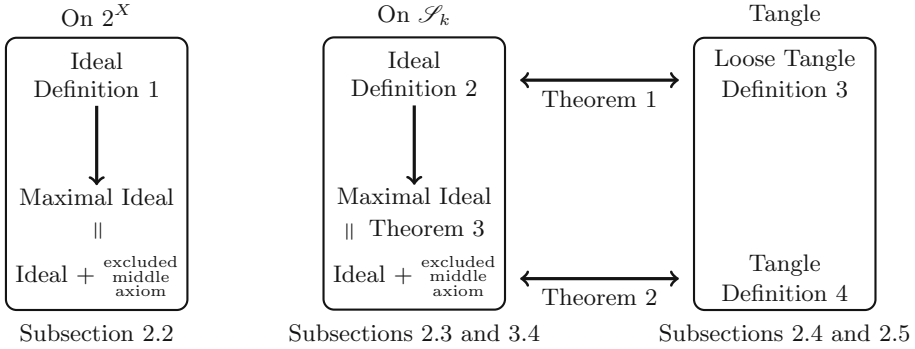 On 2^X
Ideal
Definition 1
Maximal Ideal
=
Ideal + excluded middle axiom
Subsection 2.2
On 𝒮_k
Ideal
Definition 2
Maximal Ideal
= Theorem 3
Ideal + excluded middle axiom
Subsections 2.3 and 3.4
Theorem 1
Theorem 2
Tangle
Loose Tangle
Definition 3
Tangle
Definition 4
Subsections 2.4 and 2.5